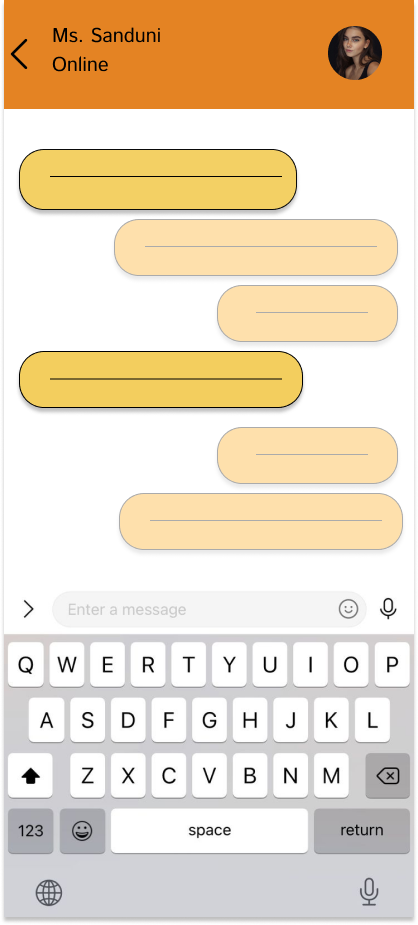 Ms. Sanduni
Online
Enter a message
Q W E R T Y U I O P
A S D F G H J K L
Z X C V B N M
123 space return